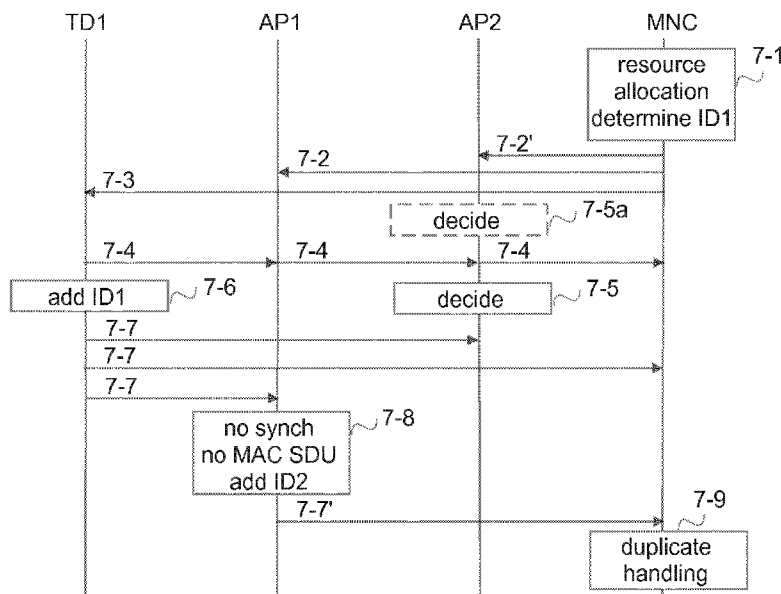 TD1 AP1 AP2 MNC
resource
allocation
determine ID1
7-1
7-2'
7-2
7-3
decide
7-5a
7-4 7-4 7-4
add ID1
7-6
decide
7-5
7-7
7-7
7-7
no synch
no MAC SDU
add ID2
7-8
7-7'
7-9
duplicate
handling